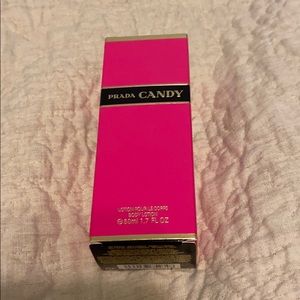 PRADA CANDY
LOTION POUR LE CORPS
BODY LOTION
℮50ml 1.7 FL OZ